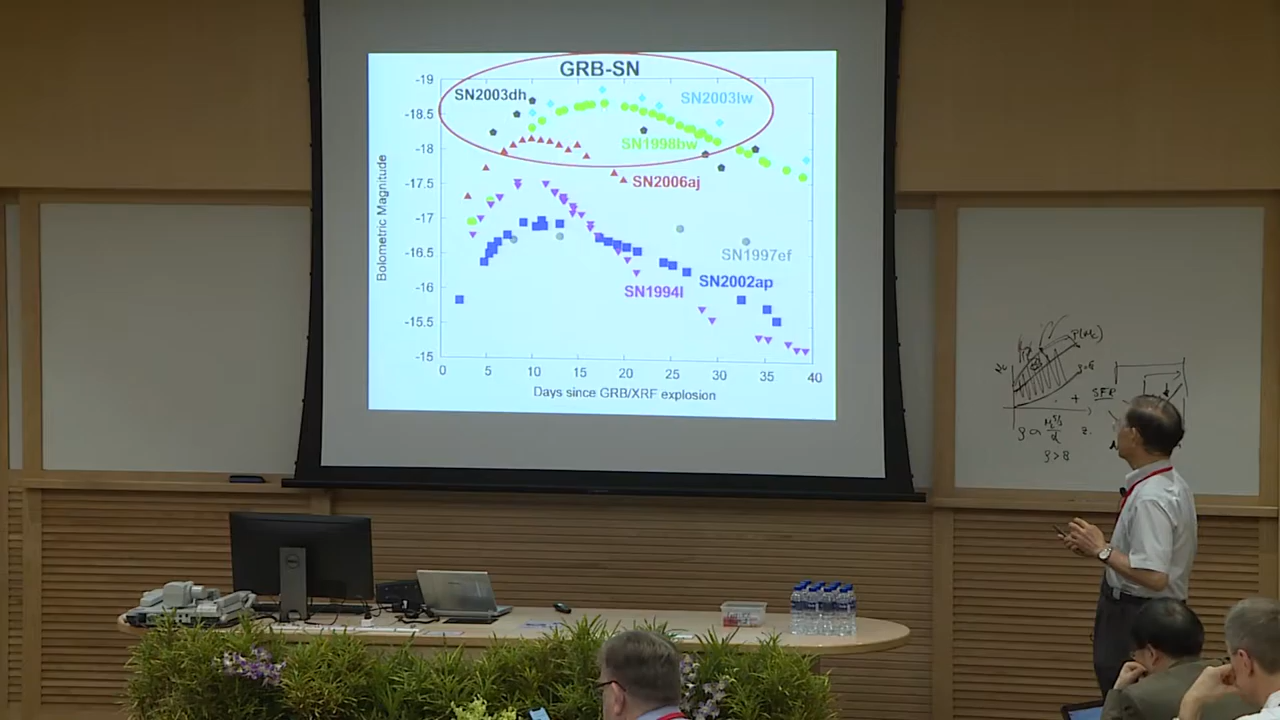 GRB-SN
-19
SN2003dh
SN2003lw
-18.5
SN1998bw
-18
SN2006aj
-17.5
-17
SN1997ef
-16.5
SN2002ap
-16
SN1994I
-15.5
-15
Bolometric Magnitude
0 5 10 15 20 25 30 35 40
Days since GRB/XRF explosion
SFR
ρ > 8